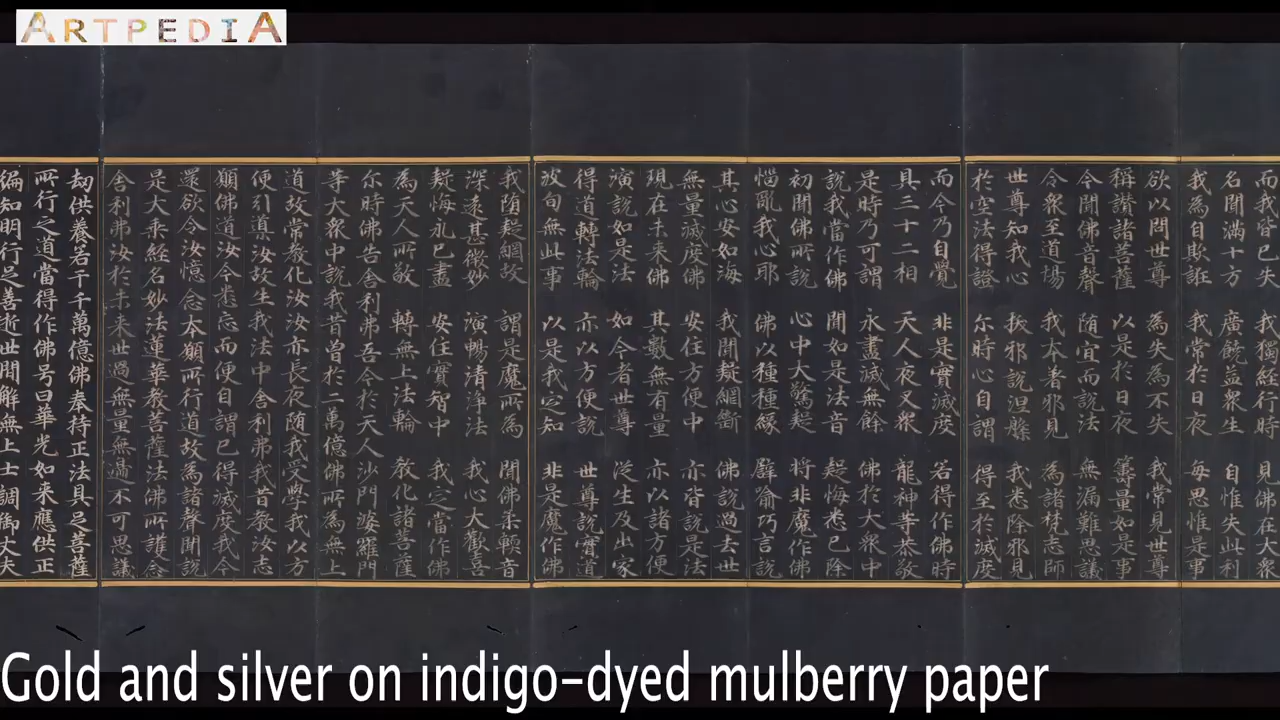 ARTPEDIA
而我皆已失 我獨經行時 見佛在大衆
名聞滿十方 廣饒益衆生 自惟失此利
我為自欺誑 我常於日夜 每思惟是事
欲以問世尊 為失為不失 我常見世尊
稱讚諸菩薩 以是於日夜 籌量如是事
今聞佛音聲 随宜而說法 無漏難思議
令衆至道場 我本著邪見 為諸梵志師
世尊知我心 拔邪說涅槃 我悉除邪見
於空法得證 尓時心自謂 得至於滅度
而今乃自覺 非是實滅度 若得作佛時
具三十二相 天人夜叉衆 龍神等恭敬
是時乃可謂 永盡滅無餘 佛於大衆中
說我當作佛 聞如是法音 疑悔悉已除
初聞佛所說 心中大驚疑 將非魔作佛
惱亂我心耶 佛以種種緣 譬喻巧言說
其心安如海 我聞疑網斷 佛說過去世
無量滅度佛 安住方便中 亦皆說是法
現在未来佛 其數無有量 亦以諸方便
演說如是法 如今者世尊 從生及出家
得道轉法輪 亦以方便說 世尊說實道
波旬無此事 以是我定知 非是魔作佛
我堕疑網故 謂是魔所為 聞佛柔軟音
深遠甚微妙 演暢清淨法 我心大歡喜
疑悔永已盡 安住實智中 我定當作佛
為天人所敬 轉無上法輪 教化諸菩薩
尓時佛告舍利弗吾今於天人沙門婆羅門
等大衆中說我昔曾於二萬億佛所為無上
道故常教化汝汝亦長夜随我受學我以方
便引導汝故生我法中舍利弗我昔教汝志
願佛道汝今悉忘而便自謂已得滅度我今
還欲令汝憶念本願所行道故為諸聲聞說
是大乘經名妙法蓮華教菩薩法佛所護念
舍利弗汝於未来世過無量無邊不可思議
劫供養若干千萬億佛奉持正法具足菩薩
所行之道當得作佛号曰華光如来應供正
徧知明行足善逝世間解無上士調御丈夫
Gold and silver on indigo-dyed mulberry paper